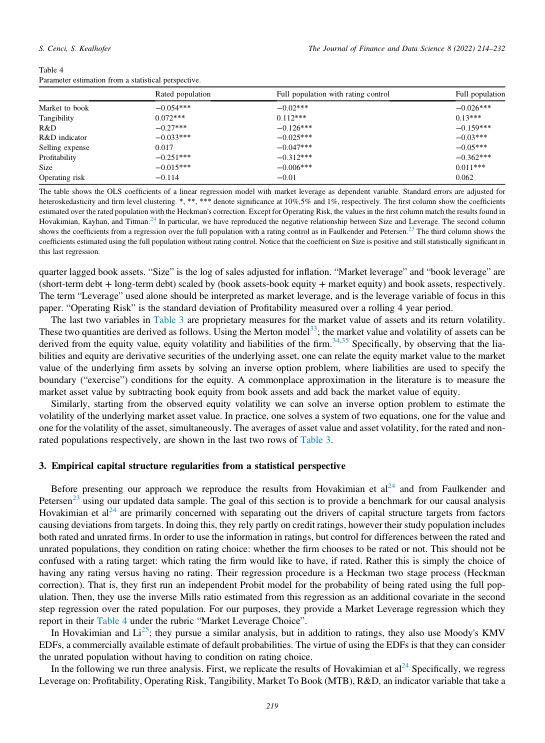 S. Cenci, S. Kealhofer The Journal of Finance and Data Science 8 (2022) 214–232
Table 4
Parameter estimation from a statistical perspective.
Rated population Full population with rating control Full population
Market to book −0.054*** −0.02*** −0.026***
Tangibility 0.072*** 0.112*** 0.13***
R&D −0.27*** −0.126*** −0.159***
R&D indicator −0.033*** −0.025*** −0.03***
Selling expense 0.017 −0.047*** −0.05***
Profitability −0.251*** −0.312*** −0.362***
Size −0.015*** −0.006*** 0.011***
Operating risk −0.114 −0.01 0.062
The table shows the OLS coefficients of a linear regression model with market leverage as dependent variable. Standard errors are adjusted for
heteroskedasticity and firm level clustering. *, **, *** denote significance at 10%,5% and 1%, respectively. The first column show the coefficients
estimated over the rated population with the Heckman's correction. Except for Operating Risk, the values in the first column match the results found in
Hovakimian, Kayhan, and Titman.24 In particular, we have reproduced the negative relationship between Size and Leverage. The second column
shows the coefficients from a regression over the full population with a rating control as in Faulkender and Petersen.23 The third column shows the
coefficients estimated using the full population without rating control. Notice that the coefficient on Size is positive and still statistically significant in
this last regression.
quarter lagged book assets. “Size” is the log of sales adjusted for inflation. “Market leverage” and “book leverage” are
(short-term debt + long-term debt) scaled by (book assets-book equity + market equity) and book assets, respectively.
The term “Leverage” used alone should be interpreted as market leverage, and is the leverage variable of focus in this
paper. “Operating Risk” is the standard deviation of Profitability measured over a rolling 4 year period.
The last two variables in Table 3 are proprietary measures for the market value of assets and its return volatility.
These two quantities are derived as follows. Using the Merton model33; the market value and volatility of assets can be
derived from the equity value, equity volatility and liabilities of the firm.34,35 Specifically, by observing that the lia-
bilities and equity are derivative securities of the underlying asset, one can relate the equity market value to the market
value of the underlying firm assets by solving an inverse option problem, where liabilities are used to specify the
boundary (“exercise”) conditions for the equity. A commonplace approximation in the literature is to measure the
market asset value by subtracting book equity from book assets and add back the market value of equity.
Similarly, starting from the observed equity volatility we can solve an inverse option problem to estimate the
volatility of the underlying market asset value. In practice, one solves a system of two equations, one for the value and
one for the volatility of the asset, simultaneously. The averages of asset value and asset volatility, for the rated and non-
rated populations respectively, are shown in the last two rows of Table 3.
3. Empirical capital structure regularities from a statistical perspective
Before presenting our approach we reproduce the results from Hovakimian et al24 and from Faulkender and
Petersen23 using our updated data sample. The goal of this section is to provide a benchmark for our causal analysis
Hovakimian et al24 are primarily concerned with separating out the drivers of capital structure targets from factors
causing deviations from targets. In doing this, they rely partly on credit ratings, however their study population includes
both rated and unrated firms. In order to use the information in ratings, but control for differences between the rated and
unrated populations, they condition on rating choice: whether the firm chooses to be rated or not. This should not be
confused with a rating target: which rating the firm would like to have, if rated. Rather this is simply the choice of
having any rating versus having no rating. Their regression procedure is a Heckman two stage process (Heckman
correction). That is, they first run an independent Probit model for the probability of being rated using the full pop-
ulation. Then, they use the inverse Mills ratio estimated from this regression as an additional covariate in the second
step regression over the rated population. For our purposes, they provide a Market Leverage regression which they
report in their Table 4 under the rubric “Market Leverage Choice”.
In Hovakimian and Li25; they pursue a similar analysis, but in addition to ratings, they also use Moody's KMV
EDFs, a commercially available estimate of default probabilities. The virtue of using the EDFs is that they can consider
the unrated population without having to condition on rating choice.
In the following we run three analysis. First, we replicate the results of Hovakimian et al24 Specifically, we regress
Leverage on: Profitability, Operating Risk, Tangibility, Market To Book (MTB), R&D, an indicator variable that take a
219